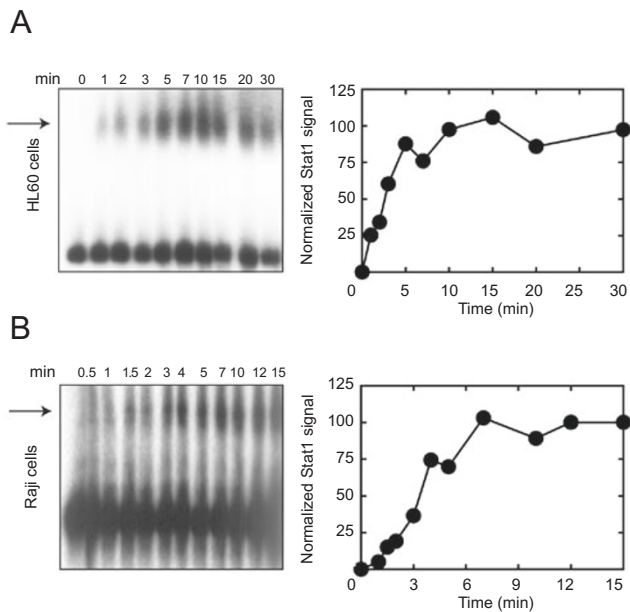 A
min 0 1 2 3 5 7 10 15 20 30
HL60 cells
Normalized Stat1 signal
125
100
75
50
25
0 5 10 15 20 25 30
Time (min)
B
min 0.5 1 1.5 2 3 4 5 7 10 12 15
Raji cells
Normalized Stat1 signal
125
100
75
50
25
0 3 6 9 12 15
Time (min)